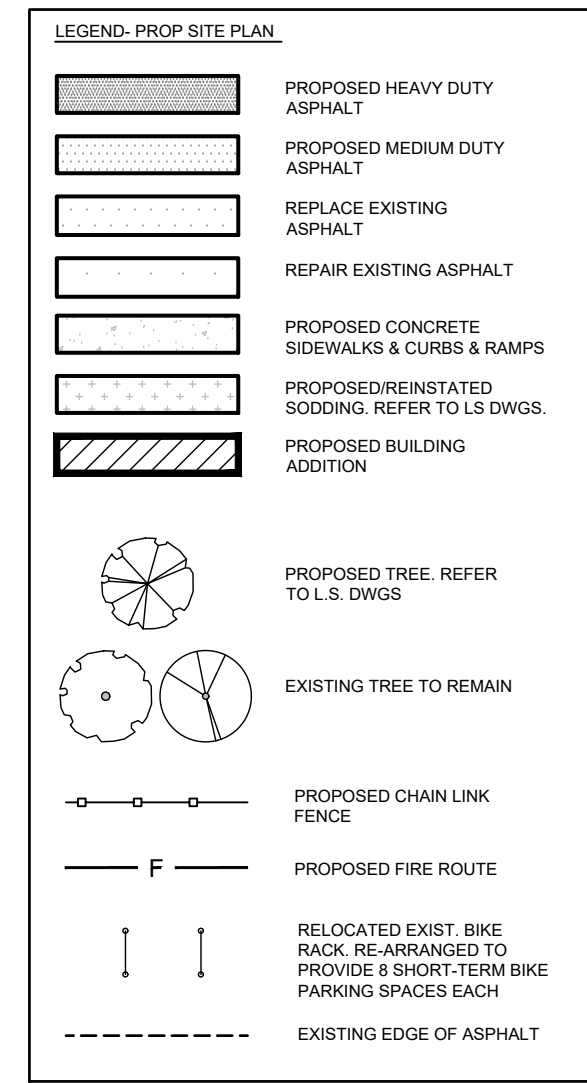 LEGEND- PROP SITE PLAN
PROPOSED HEAVY DUTY
ASPHALT
PROPOSED MEDIUM DUTY
ASPHALT
REPLACE EXISTING
ASPHALT
REPAIR EXISTING ASPHALT
PROPOSED CONCRETE
SIDEWALKS & CURBS & RAMPS
PROPOSED/REINSTATED
SODDING. REFER TO LS DWGS.
PROPOSED BUILDING
ADDITION
PROPOSED TREE. REFER
TO L.S. DWGS
EXISTING TREE TO REMAIN
PROPOSED CHAIN LINK
FENCE
F
PROPOSED FIRE ROUTE
RELOCATED EXIST. BIKE
RACK. RE-ARRANGED TO
PROVIDE 8 SHORT-TERM BIKE
PARKING SPACES EACH
EXISTING EDGE OF ASPHALT